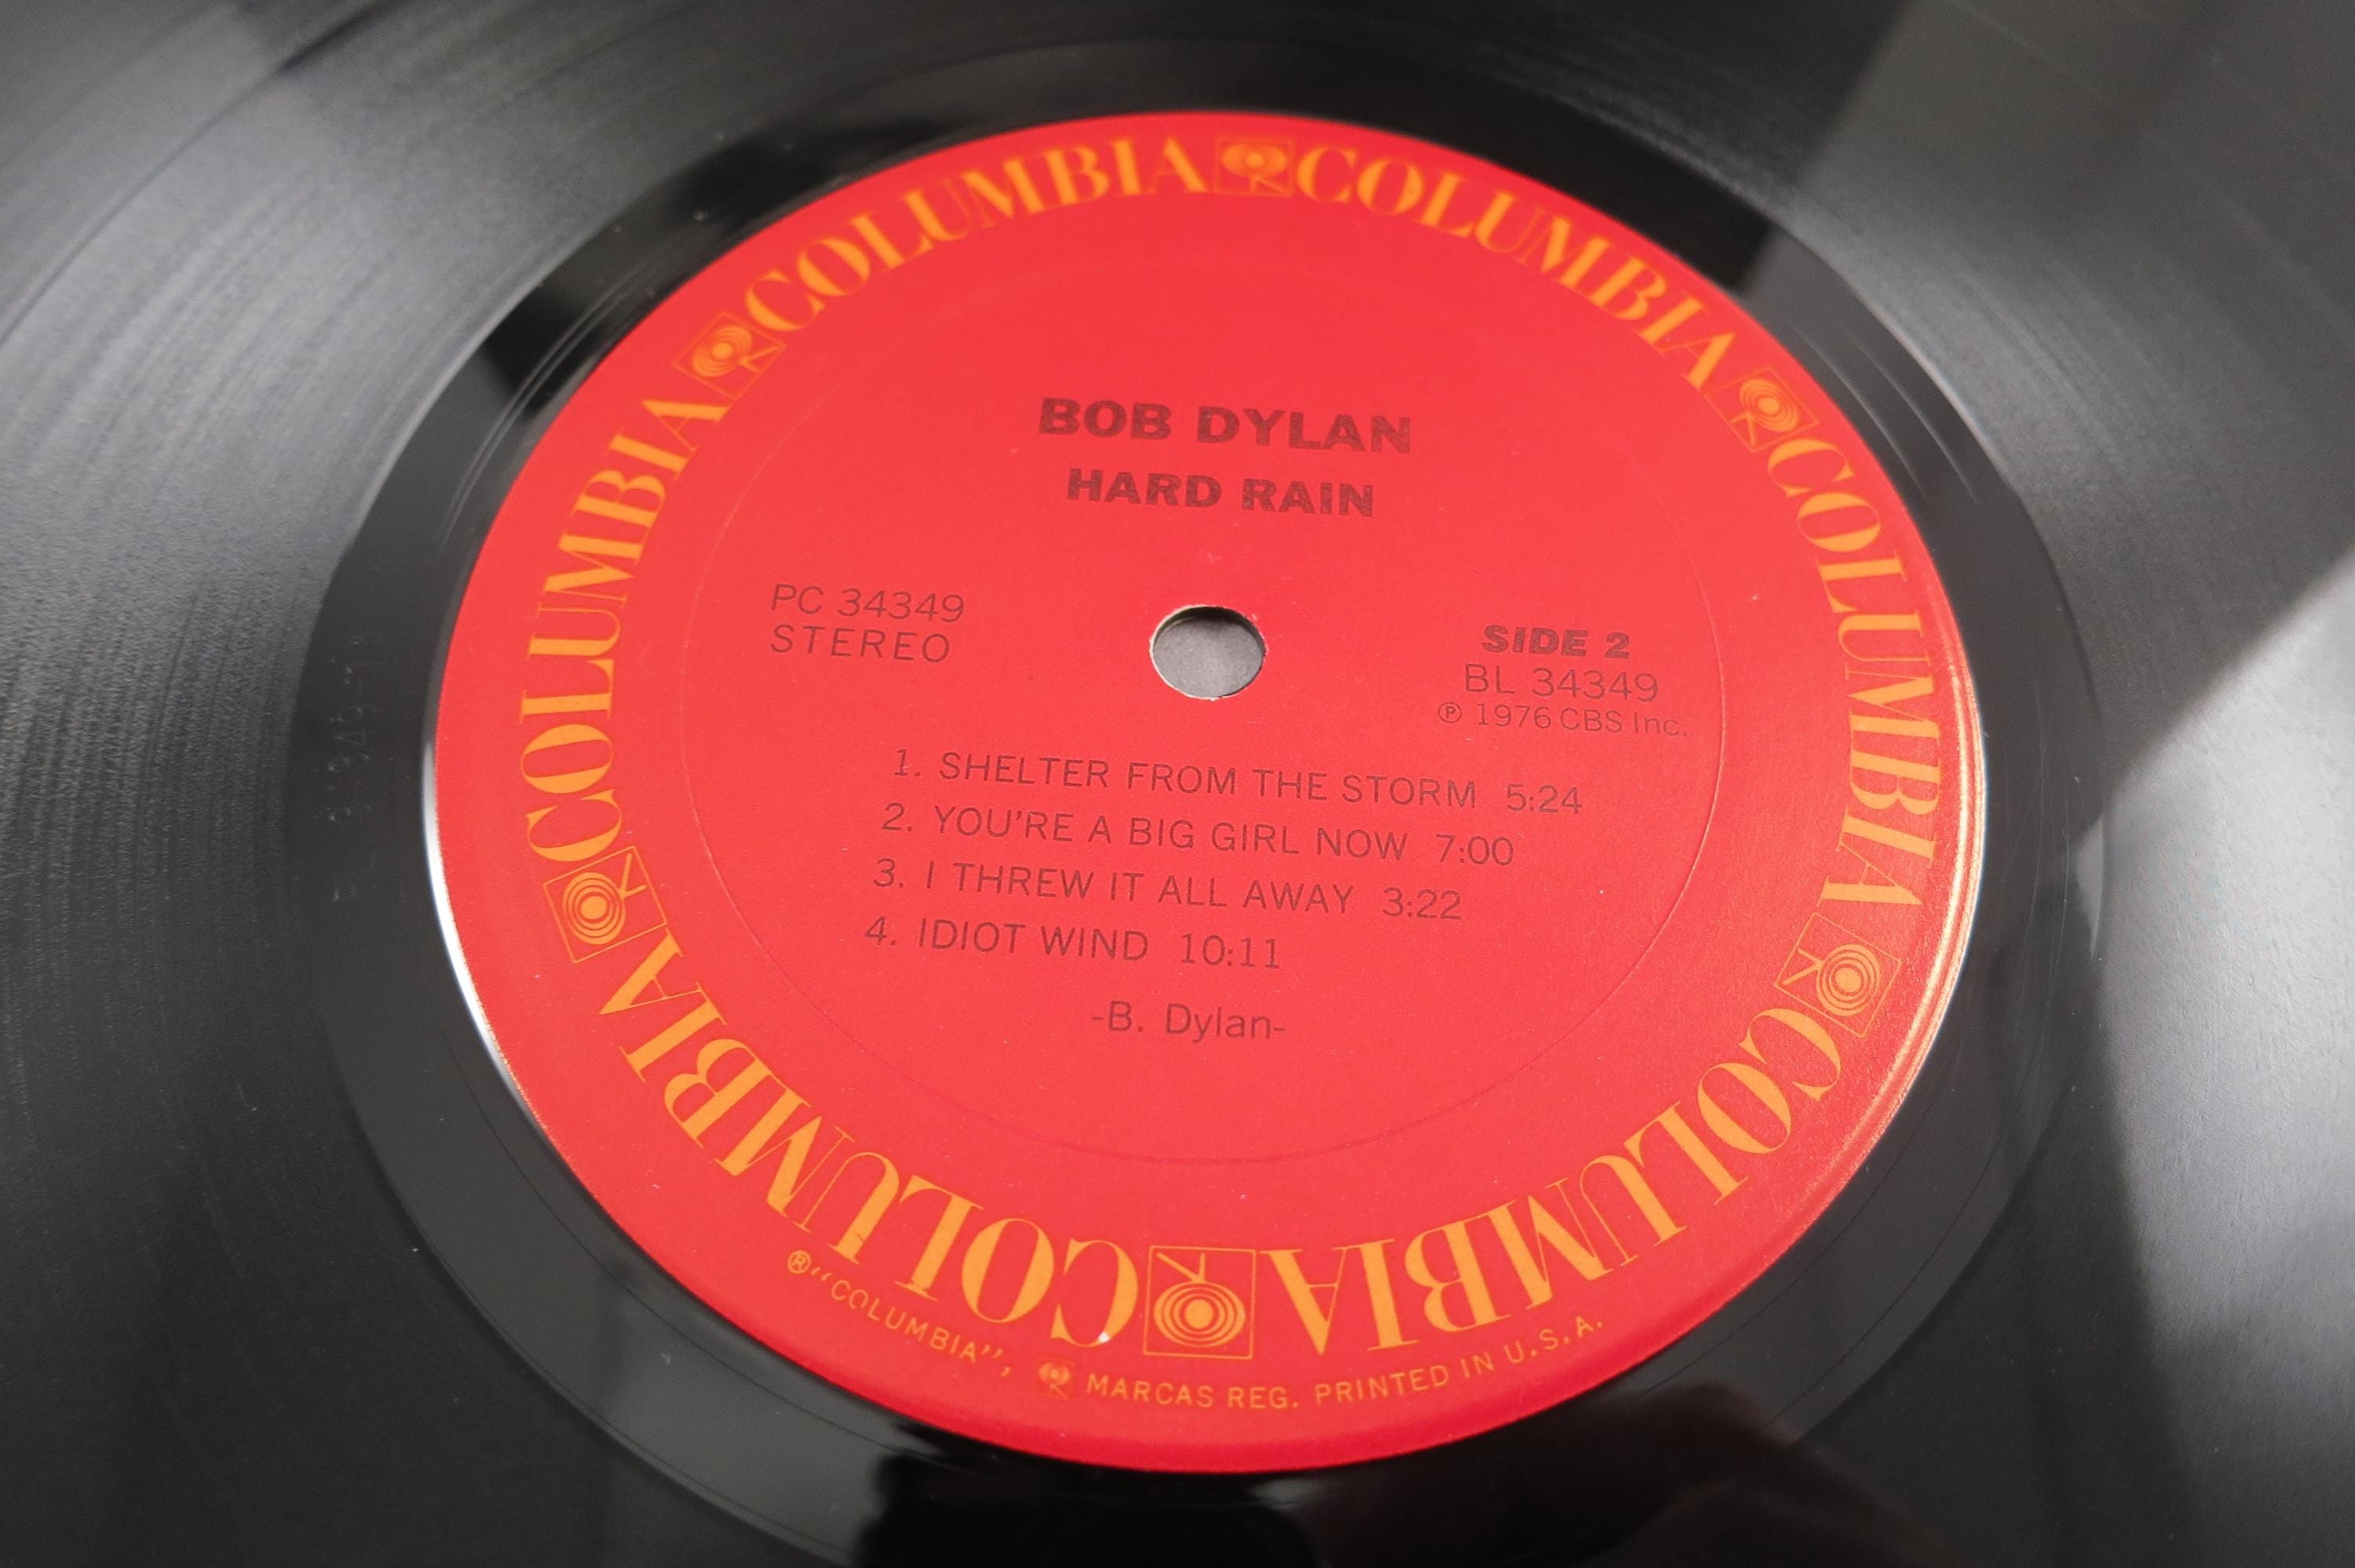 COLUMBIA COLUMBIA COLUMBIA COLUMBIA COLUMBIA COLUMBIA
BOB DYLAN
HARD RAIN
PC 34349
STEREO
SIDE 2
BL 34349
℗ 1976 CBS Inc.
1. SHELTER FROM THE STORM 5:24
2. YOU'RE A BIG GIRL NOW 7:00
3. I THREW IT ALL AWAY 3:22
4. IDIOT WIND 10:11
-B. Dylan-
®"COLUMBIA", MARCAS REG. PRINTED IN U.S.A.